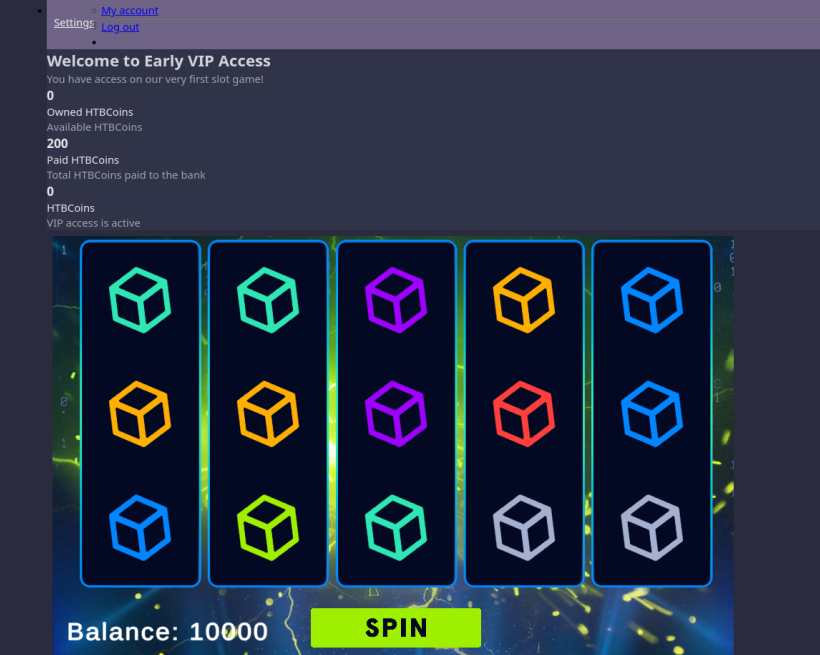 My account
Settings
Log out
Welcome to Early VIP Access
You have access on our very first slot game!
0
Owned HTBCoins
Available HTBCoins
200
Paid HTBCoins
Total HTBCoins paid to the bank
0
HTBCoins
VIP access is active
Balance: 10000
SPIN